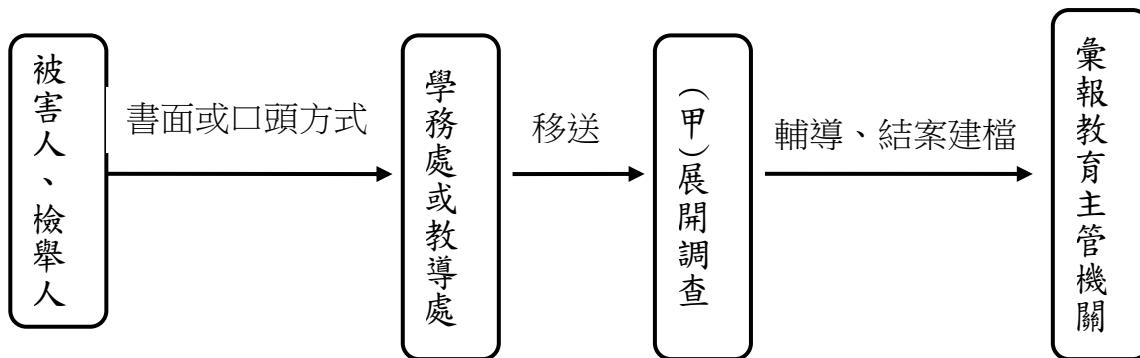 被害人、檢舉人
書面或口頭方式
學務處或教導處
移送
(甲)展開調查
輔導、結案建檔
彙報教育主管機關